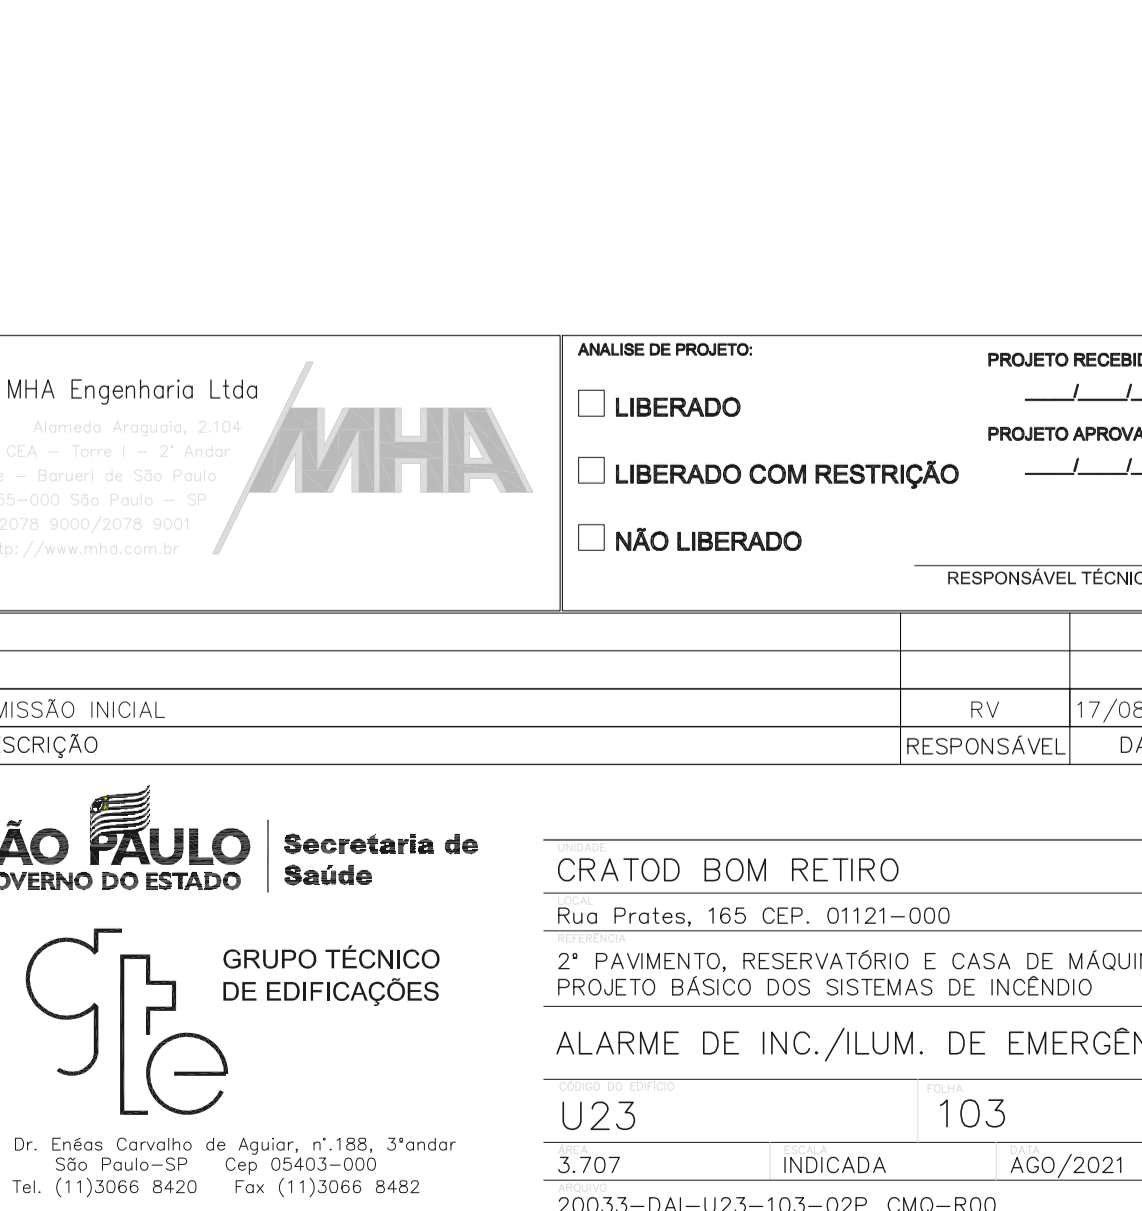 MHA Engenharia Ltda
Alameda Araguaia, 2.104
CEA – Torre I – 2° Andar
e – Barueri de São Paulo
55–000 São Paulo – SP
2078 9000/2078 9001
tp://www.mha.com.br
MHA
ANALISE DE PROJETO:
LIBERADO
LIBERADO COM RESTRIÇÃO
NÃO LIBERADO
PROJETO RECEBID
____/____/_
PROJETO APROVA
____/____/_
RESPONSÁVEL TÉCNIC
MISSÃO INICIAL RV 17/08
ESCRIÇÃO RESPONSÁVEL DA
ÃO PAULO
OVERNO DO ESTADO
Secretaria de
Saúde
gte
GRUPO TÉCNICO
DE EDIFICAÇÕES
Dr. Enéas Carvalho de Aguiar, n°.188, 3°andar
São Paulo–SP Cep 05403–000
Tel. (11)3066 8420 Fax (11)3066 8482
UNIDADE
CRATOD BOM RETIRO
LOCAL
Rua Prates, 165 CEP. 01121–000
REFERÊNCIA
2° PAVIMENTO, RESERVATÓRIO E CASA DE MÁQUIN
PROJETO BÁSICO DOS SISTEMAS DE INCÊNDIO
ALARME DE INC./ILUM. DE EMERGÊN
CÓDIGO DO EDIFÍCIO FOLHA
U23 103
ÁREA ESCALA DATA
3.707 INDICADA AGO/2021
ARQUIVO
20033–DAI–U23–103–02P_CMQ–R00